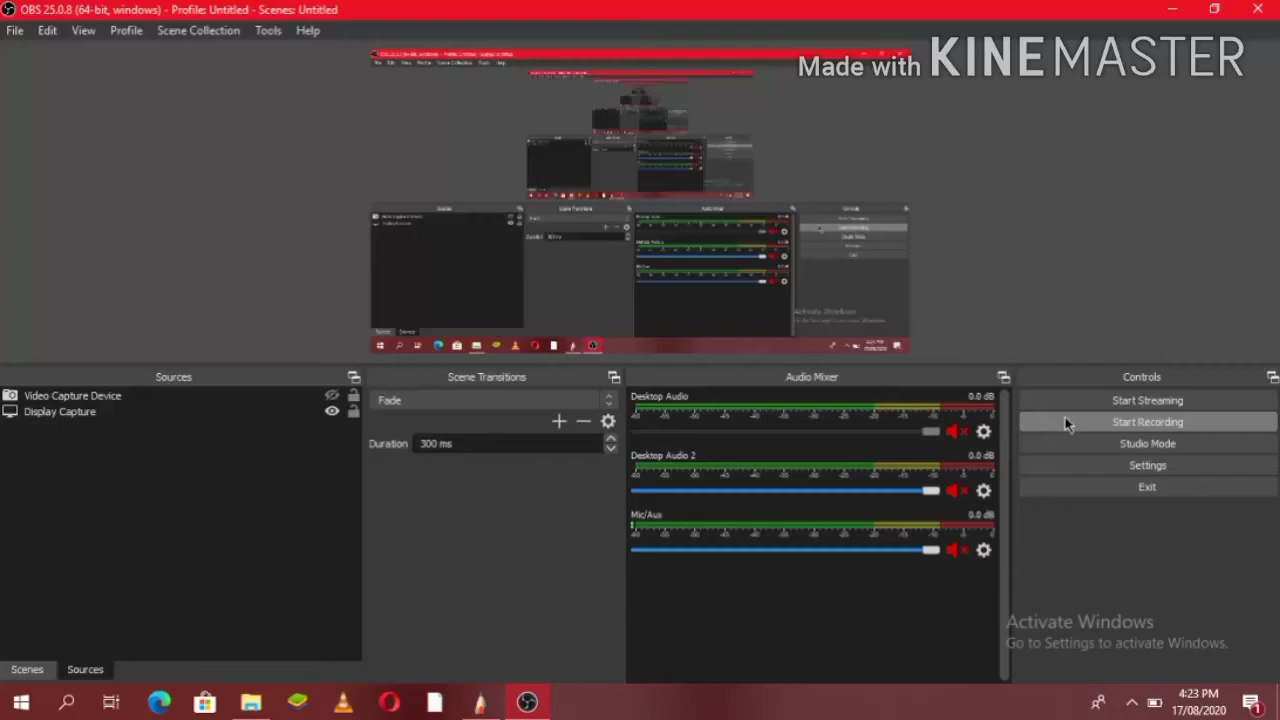 OBS 25.0.8 (64-bit, windows) - Profile: Untitled - Scenes: Untitled
File Edit View Profile Scene Collection Tools Help
Made with KINEMASTER
Sources
Video Capture Device
Display Capture
Scenes Sources
Scene Transitions
Fade
Duration 300 ms
Audio Mixer
Desktop Audio 0.0 dB
Desktop Audio 2 0.0 dB
Mic/Aux 0.0 dB
Controls
Start Streaming
Start Recording
Studio Mode
Settings
Exit
Activate Windows
Go to Settings to activate Windows.
4:23 PM
17/08/2020
1